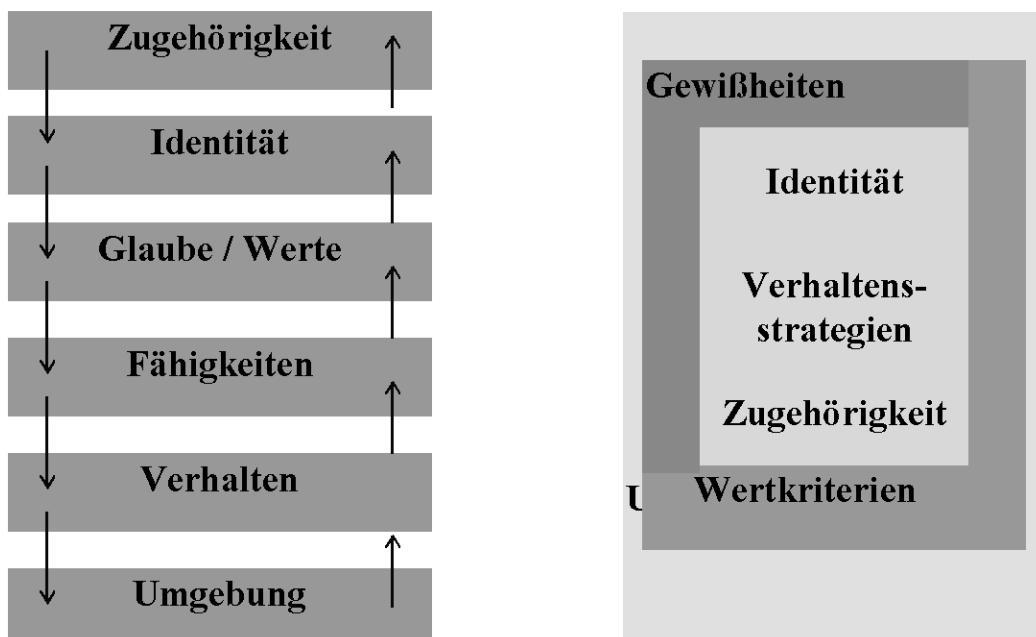 Zugehörigkeit
Identität
Glaube / Werte
Fähigkeiten
Verhalten
Umgebung
Gewißheiten
Identität
Verhaltens-
strategien
Zugehörigkeit
Wertkriterien